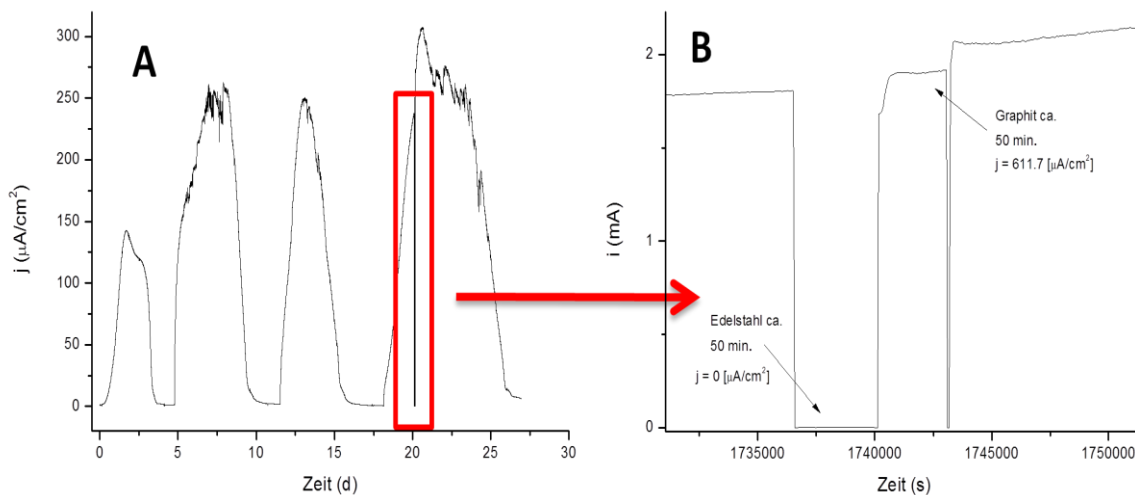 A
j (µA/cm²)
300
250
200
150
100
50
0
0 5 10 15 20 25 30
Zeit (d)
B
i (mA)
2
1
0
Graphit ca.
50 min.
j = 611.7 [µA/cm²]
Edelstahl ca.
50 min.
j = 0 [µA/cm²]
1735000 1740000 1745000 1750000
Zeit (s)